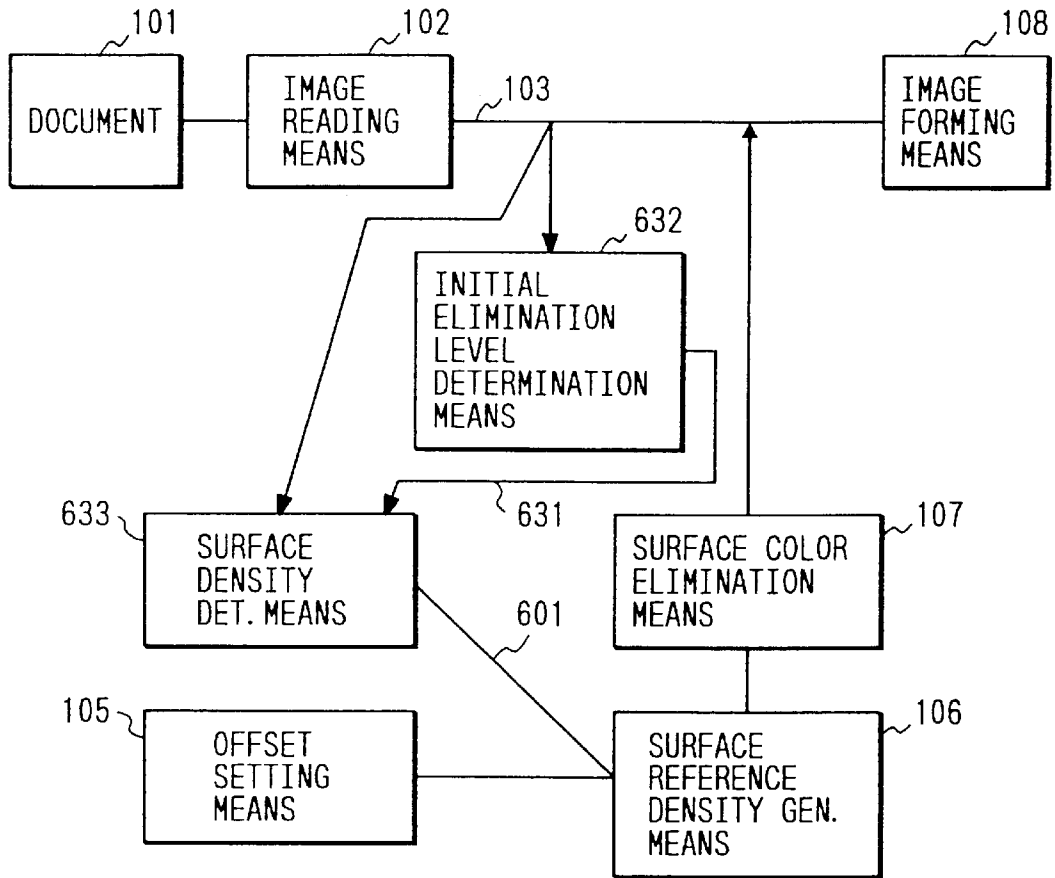 101
102
108
DOCUMENT
IMAGE
READING
MEANS
103
IMAGE
FORMING
MEANS
632
INITIAL
ELIMINATION
LEVEL
DETERMINATION
MEANS
633
631
107
SURFACE
DENSITY
DET. MEANS
SURFACE COLOR
ELIMINATION
MEANS
601
105
106
OFFSET
SETTING
MEANS
SURFACE
REFERENCE
DENSITY GEN.
MEANS